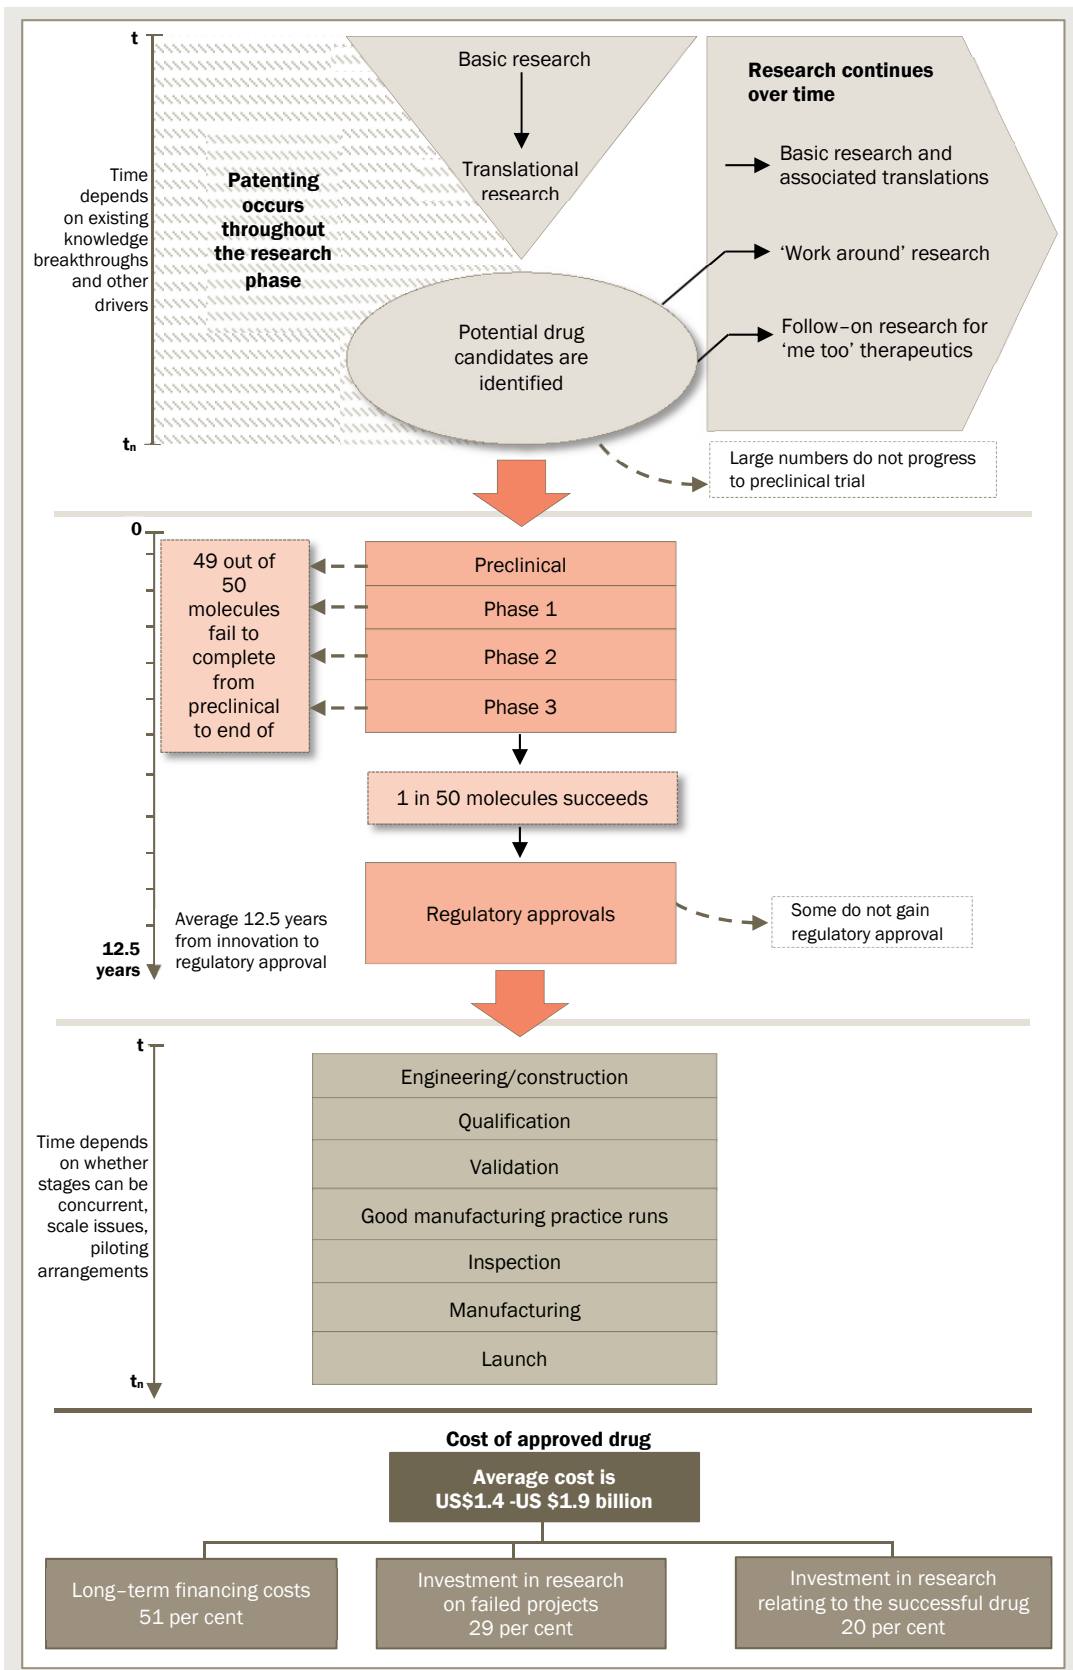 t
Basic research
Translational
research
Research continues
over time
Basic research and
associated translations
‘Work around’ research
Follow–on research for
‘me too’ therapeutics
Time
depends
on existing
knowledge
breakthroughs
and other
drivers
Patenting
occurs
throughout
the research
phase
Potential drug
candidates are
identified
tn
Large numbers do not progress
to preclinical trial
0
49 out of
50
molecules
fail to
complete
from
preclinical
to end of
Preclinical
Phase 1
Phase 2
Phase 3
1 in 50 molecules succeeds
Regulatory approvals
Some do not gain
regulatory approval
12.5
years
Average 12.5 years
from innovation to
regulatory approval
t
Time depends
on whether
stages can be
concurrent,
scale issues,
piloting
arrangements
tn
Engineering/construction
Qualification
Validation
Good manufacturing practice runs
Inspection
Manufacturing
Launch
Cost of approved drug
Average cost is
US$1.4 -US $1.9 billion
Long–term financing costs
51 per cent
Investment in research
on failed projects
29 per cent
Investment in research
relating to the successful drug
20 per cent